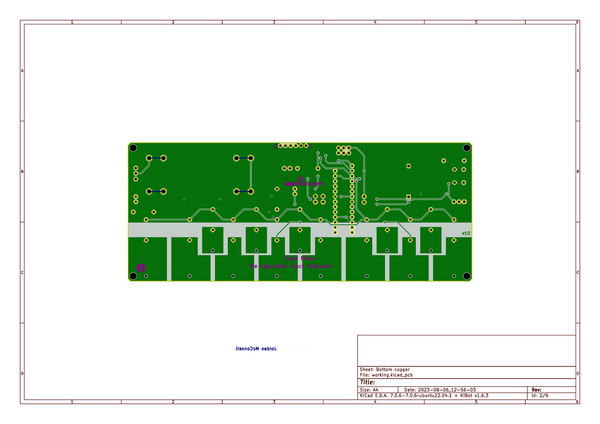 1 2 3 4 5 6
A A
B B
v10
C C
D D
Sheet: Bottom copper
File: working.kicad_pcb
Title:
Size: A4 Date: 2023-08-06_12-56-03 Rev:
KiCad E.D.A. 7.0.6-7.0.6~ubuntu22.04.1 + KiBot v1.6.3 Id: 2/6
1 2 3 4 5 6